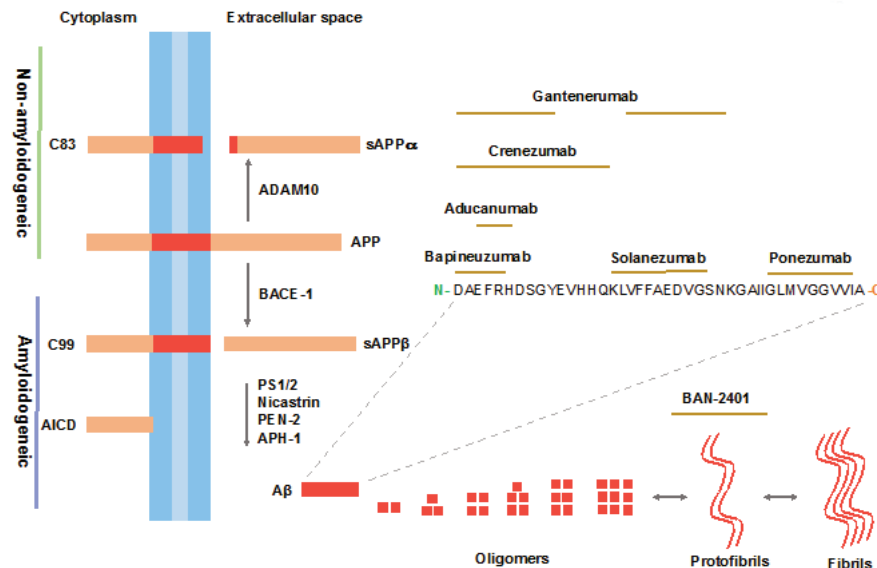 Cytoplasm
Extracellular space
Non-amyloidogeneic
Amyloidogeneic
C83
sAPPα
ADAM10
APP
BACE-1
C99
sAPPβ
PS1/2
Nicastrin
PEN-2
APH-1
AICD
Aβ
Gantenerumab
Crenezumab
Aducanumab
Bapineuzumab
Solanezumab
Ponezumab
N- DAEFRHDSGYEVHHQKLVFFAEDVGSNKGAIIGLMVGGVVIA -C
BAN-2401
Oligomers
Protofibrils
Fibrils